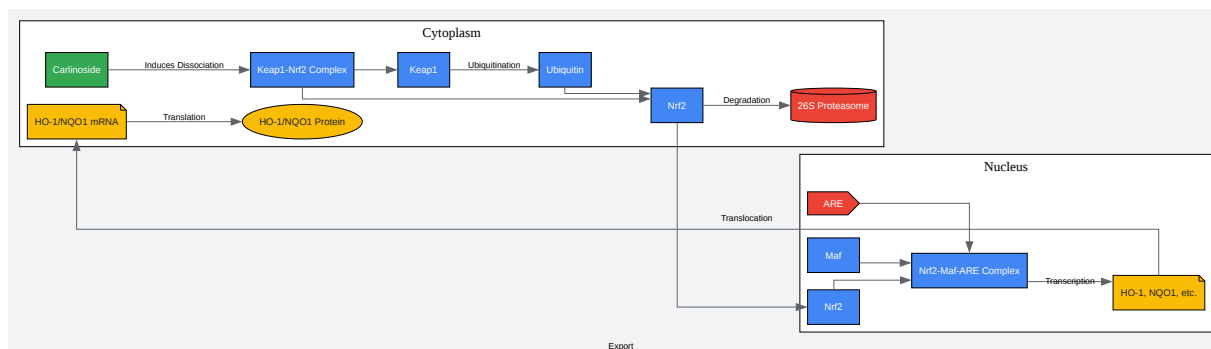 Cytoplasm
Carlinoside
Induces Dissociation
Keap1-Nrf2 Complex
Keap1
Ubiquitination
Ubiquitin
HO-1/NQO1 mRNA
Translation
HO-1/NQO1 Protein
Nrf2
Degradation
26S Proteasome
Nucleus
ARE
Translocation
Maf
Nrf2-Maf-ARE Complex
Transcription
HO-1, NQO1, etc.
Nrf2
Export